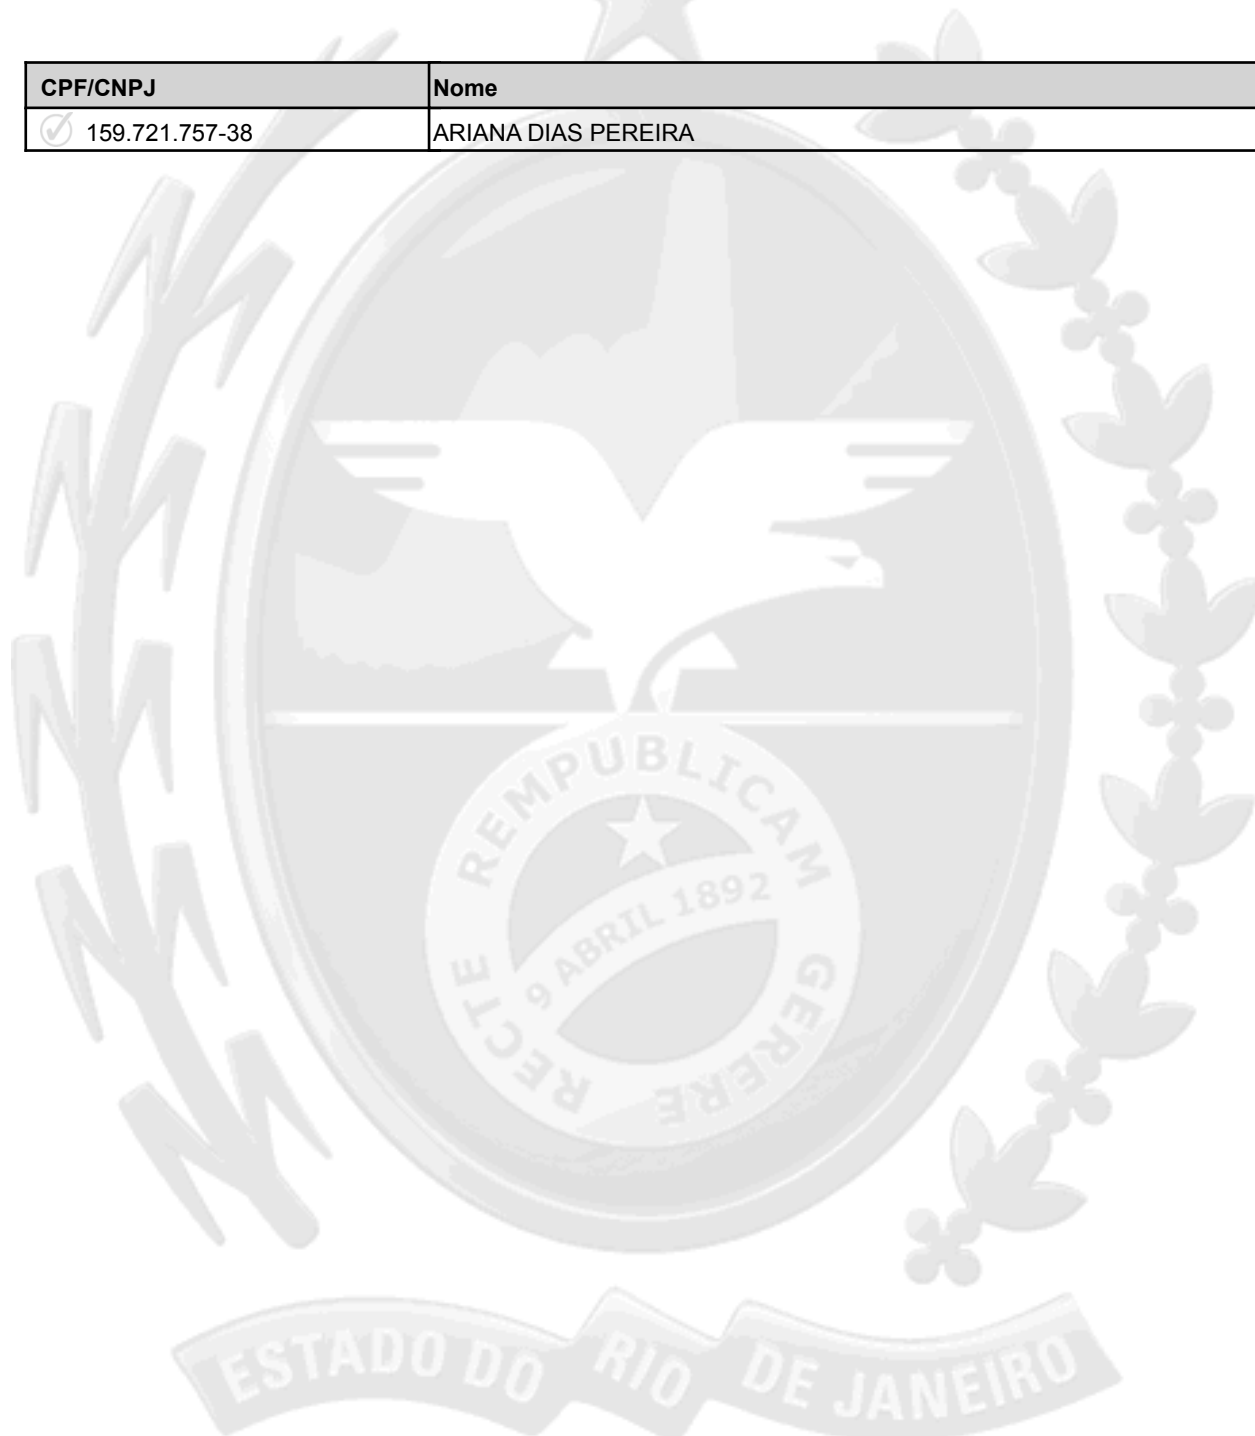 CPF/CNPJ Nome
159.721.757-38 ARIANA DIAS PEREIRA
REMPUBLICAM
9 ABRIL 1892
RECTE GERERE
ESTADO DO RIO DE JANEIRO